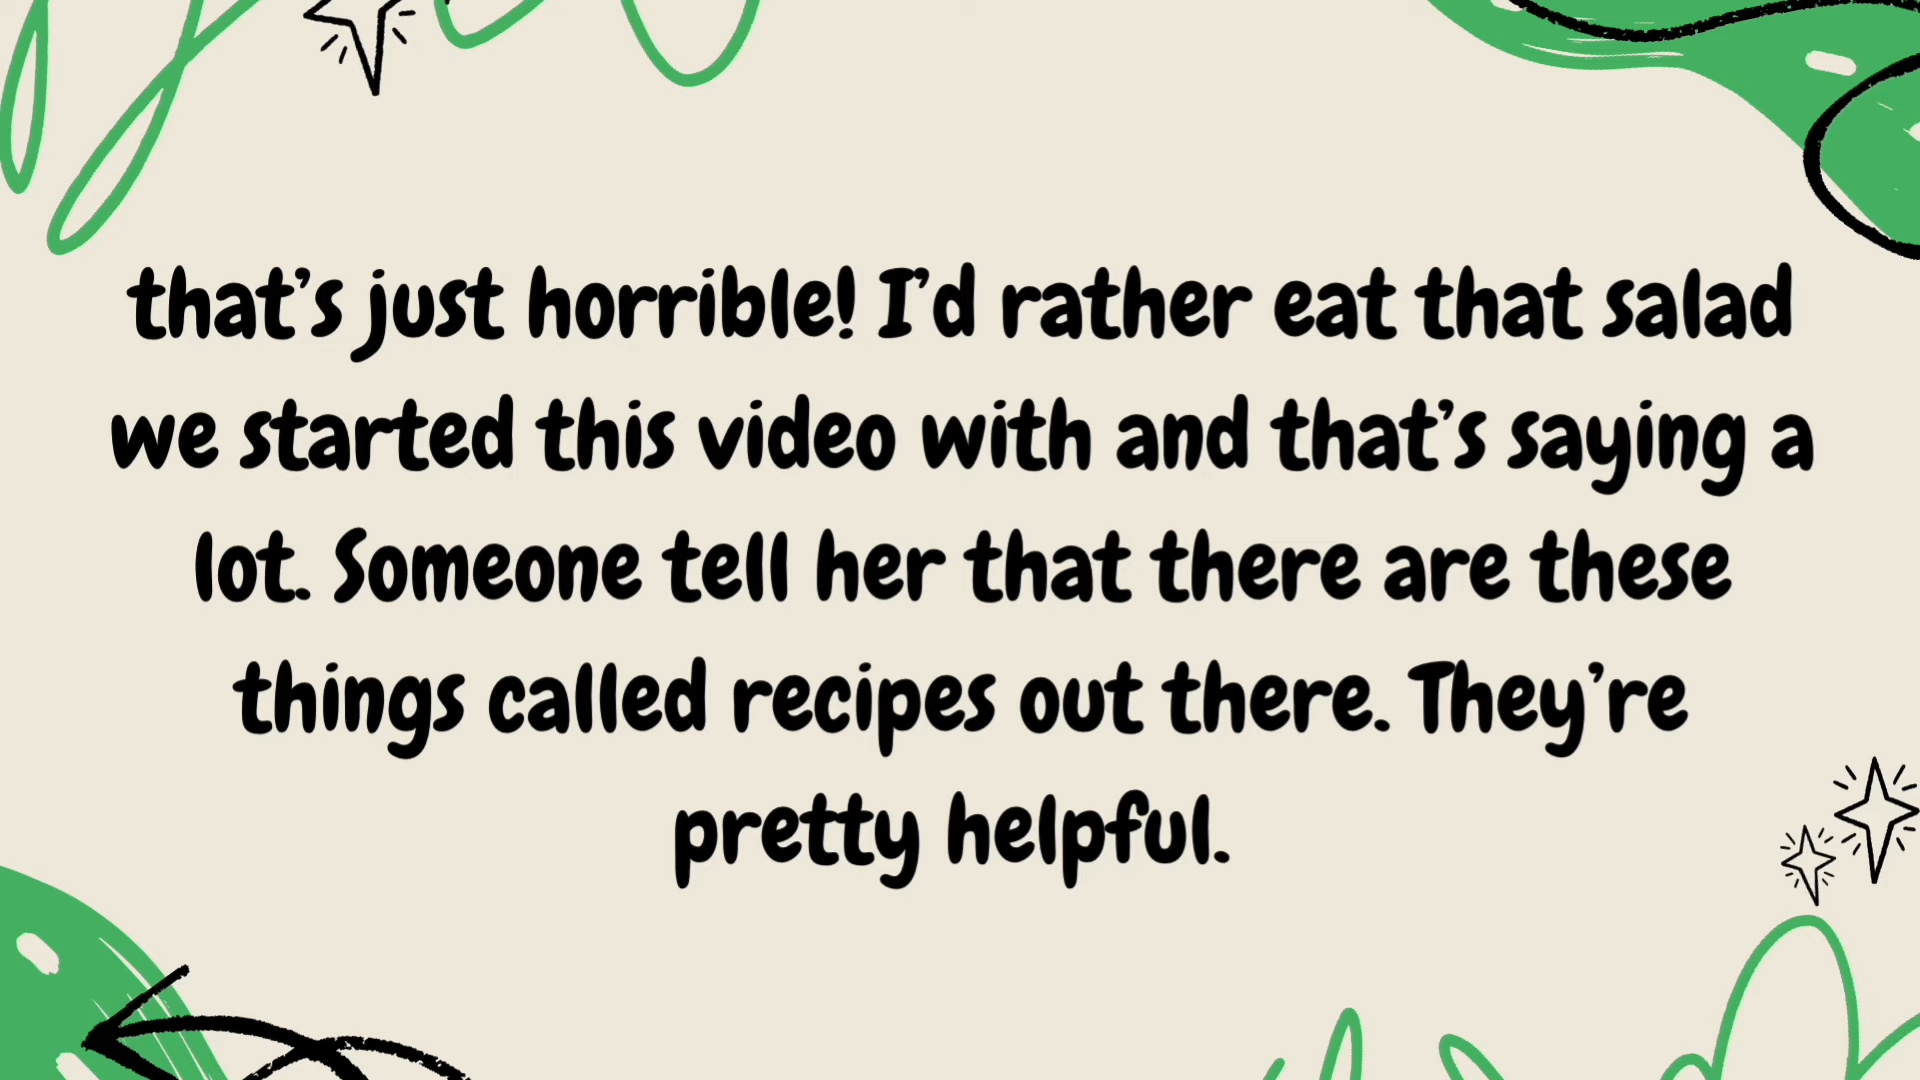 that’s just horrible! I’d rather eat that salad
we started this video with and that’s saying a
lot. Someone tell her that there are these
things called recipes out there. They’re
pretty helpful.